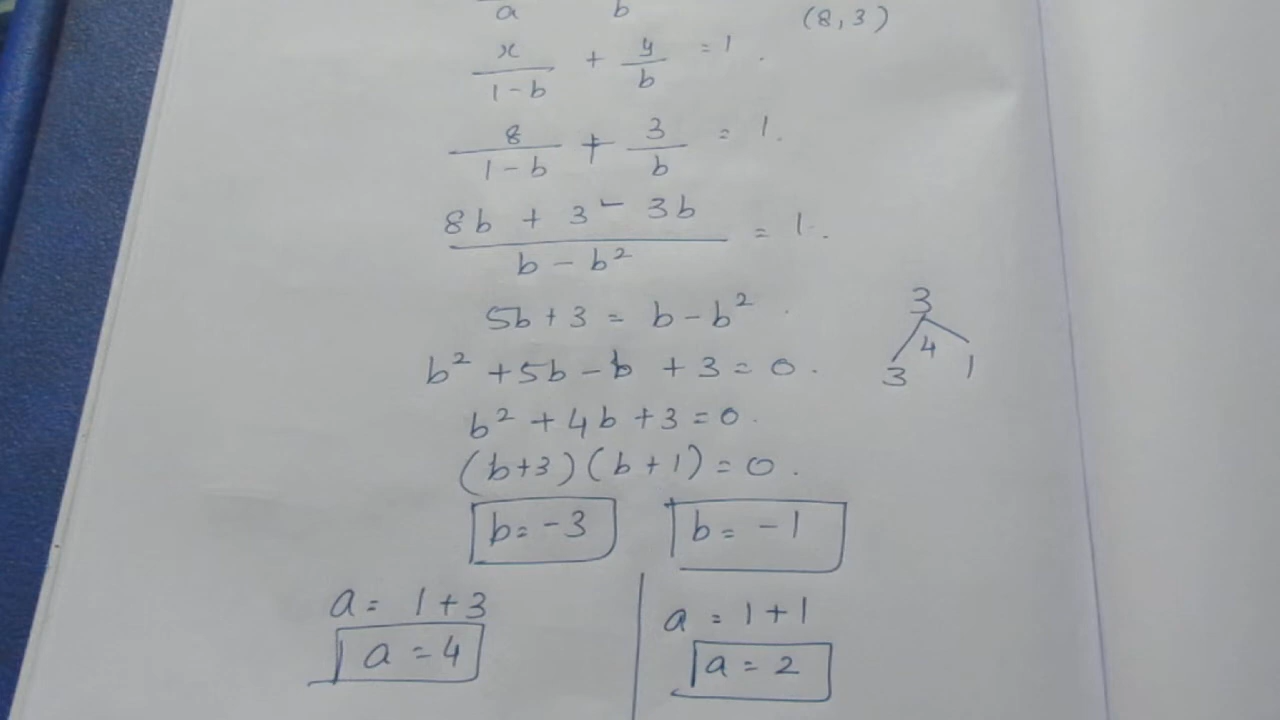 a b (8,3)
x/(1-b) + y/b = 1.
8/(1-b) + 3/b = 1.
(8b + 3 - 3b)/(b - b²) = 1.
5b + 3 = b - b².
b² + 5b - b + 3 = 0.
3
4
3 1
b² + 4b + 3 = 0.
(b+3)(b+1) = 0.
b = -3 b = -1
a = 1+3 a = 1+1
a = 4 a = 2